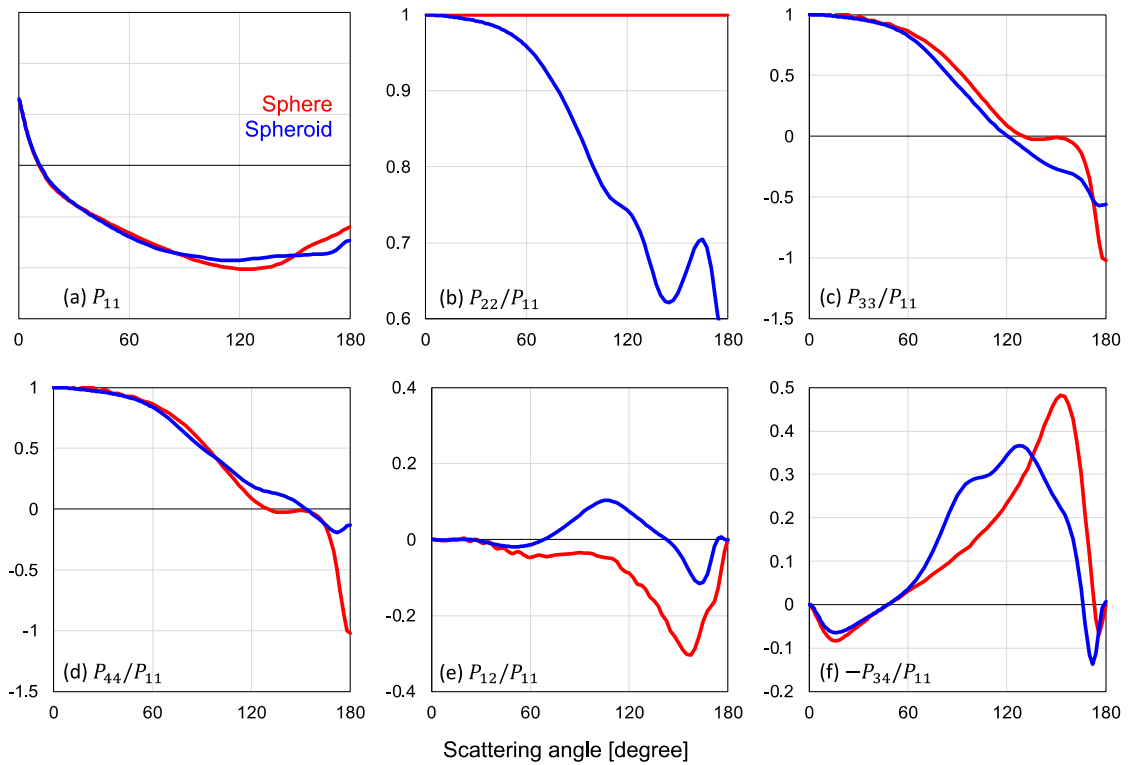 Sphere
Spheroid
(a) P₁₁
0 60 120 180
1
0.9
0.8
0.7
0.6
(b) P₂₂/P₁₁
0 60 120 180
1
0.5
0
-0.5
-1
-1.5
(c) P₃₃/P₁₁
0 60 120 180
1
0.5
0
-0.5
-1
-1.5
(d) P₄₄/P₁₁
0 60 120 180
0.4
0.2
0
-0.2
-0.4
(e) P₁₂/P₁₁
0 60 120 180
0.5
0.4
0.3
0.2
0.1
0
-0.1
-0.2
(f) −P₃₄/P₁₁
0 60 120 180
Scattering angle [degree]